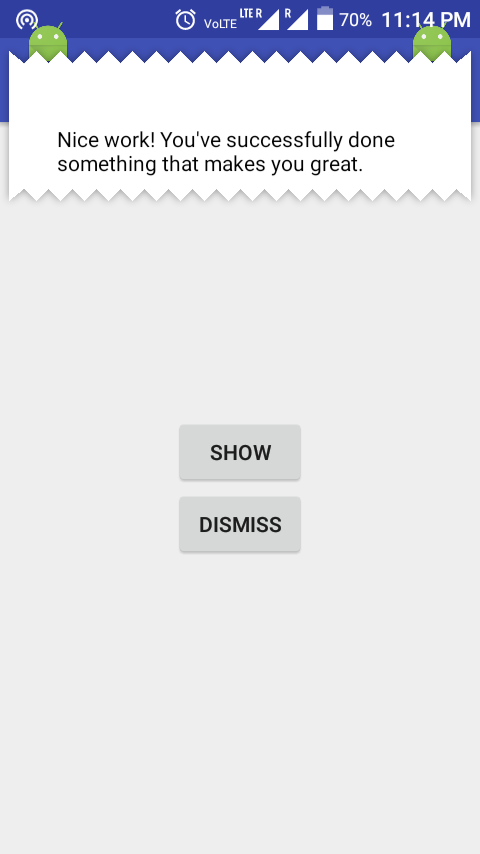 VoLTE LTE R R 70% 11:14 PM
Nice work! You've successfully done
something that makes you great.
SHOW
DISMISS